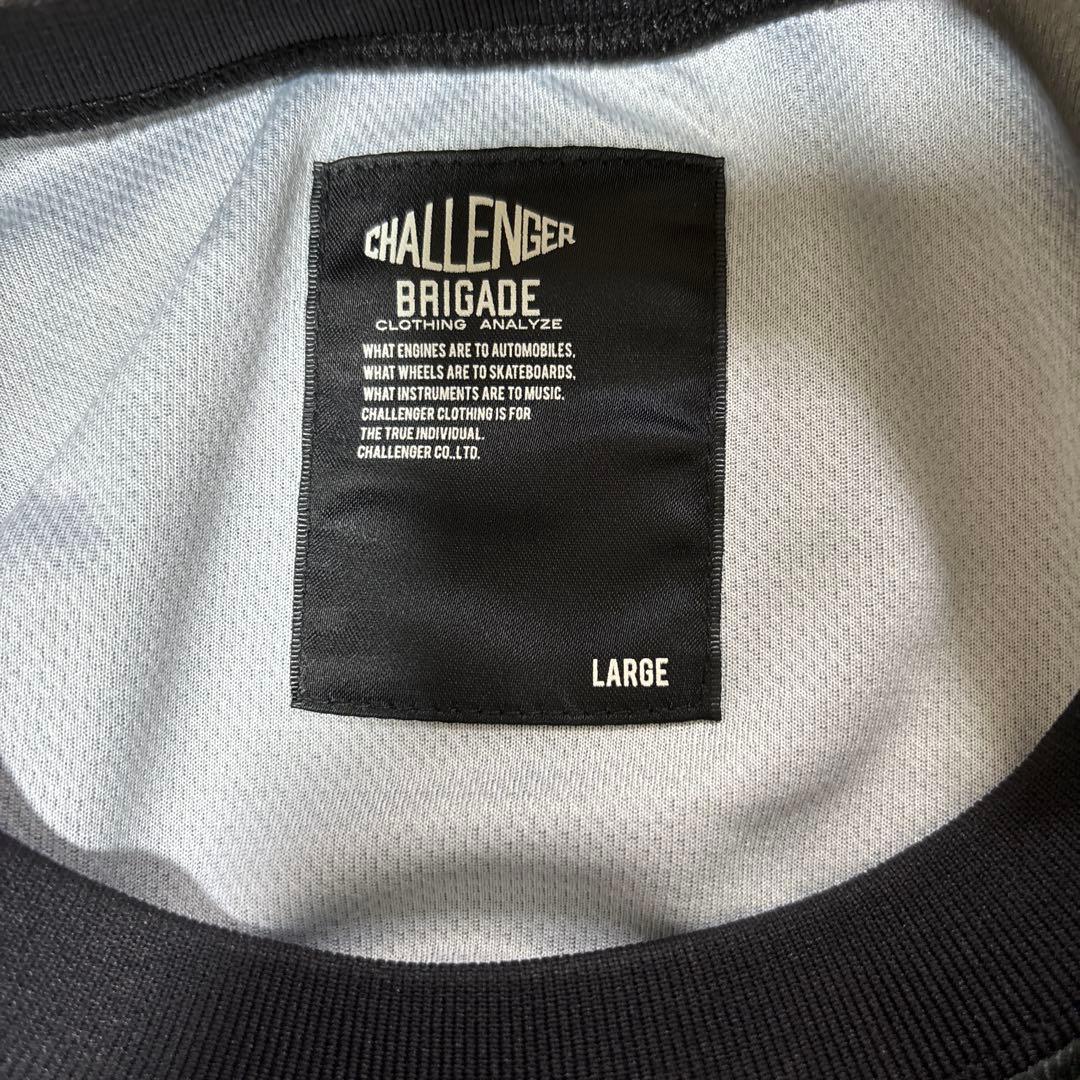 CHALLENGER
BRIGADE
CLOTHING ANALYZE
WHAT ENGINES ARE TO AUTOMOBILES,
WHAT WHEELS ARE TO SKATEBOARDS,
WHAT INSTRUMENTS ARE TO MUSIC.
CHALLENGER CLOTHING IS FOR
THE TRUE INDIVIDUAL.
CHALLENGER CO.,LTD.
LARGE